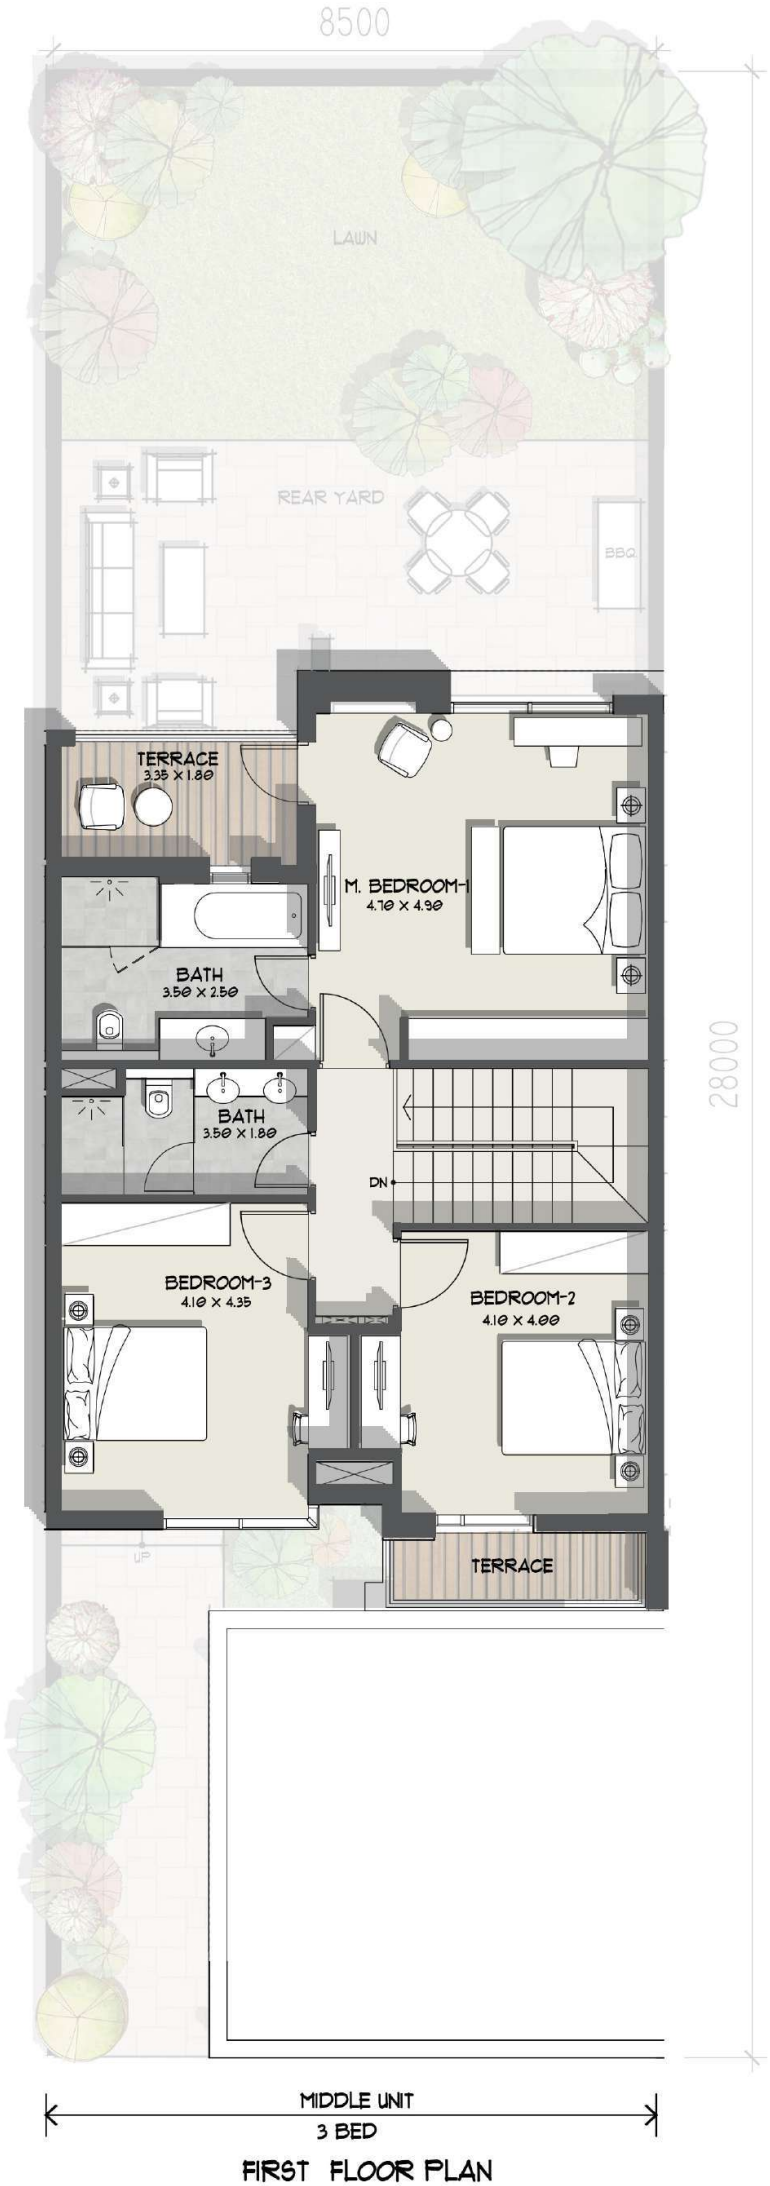 8500
LAWN
REAR YARD
BBQ
TERRACE
3.35 X 1.80
M. BEDROOM-1
4.70 X 4.90
BATH
3.50 X 2.50
28000
BATH
3.50 X 1.80
DN
BEDROOM-3
4.10 X 4.35
BEDROOM-2
4.10 X 4.00
UP
TERRACE
MIDDLE UNIT
3 BED
FIRST FLOOR PLAN